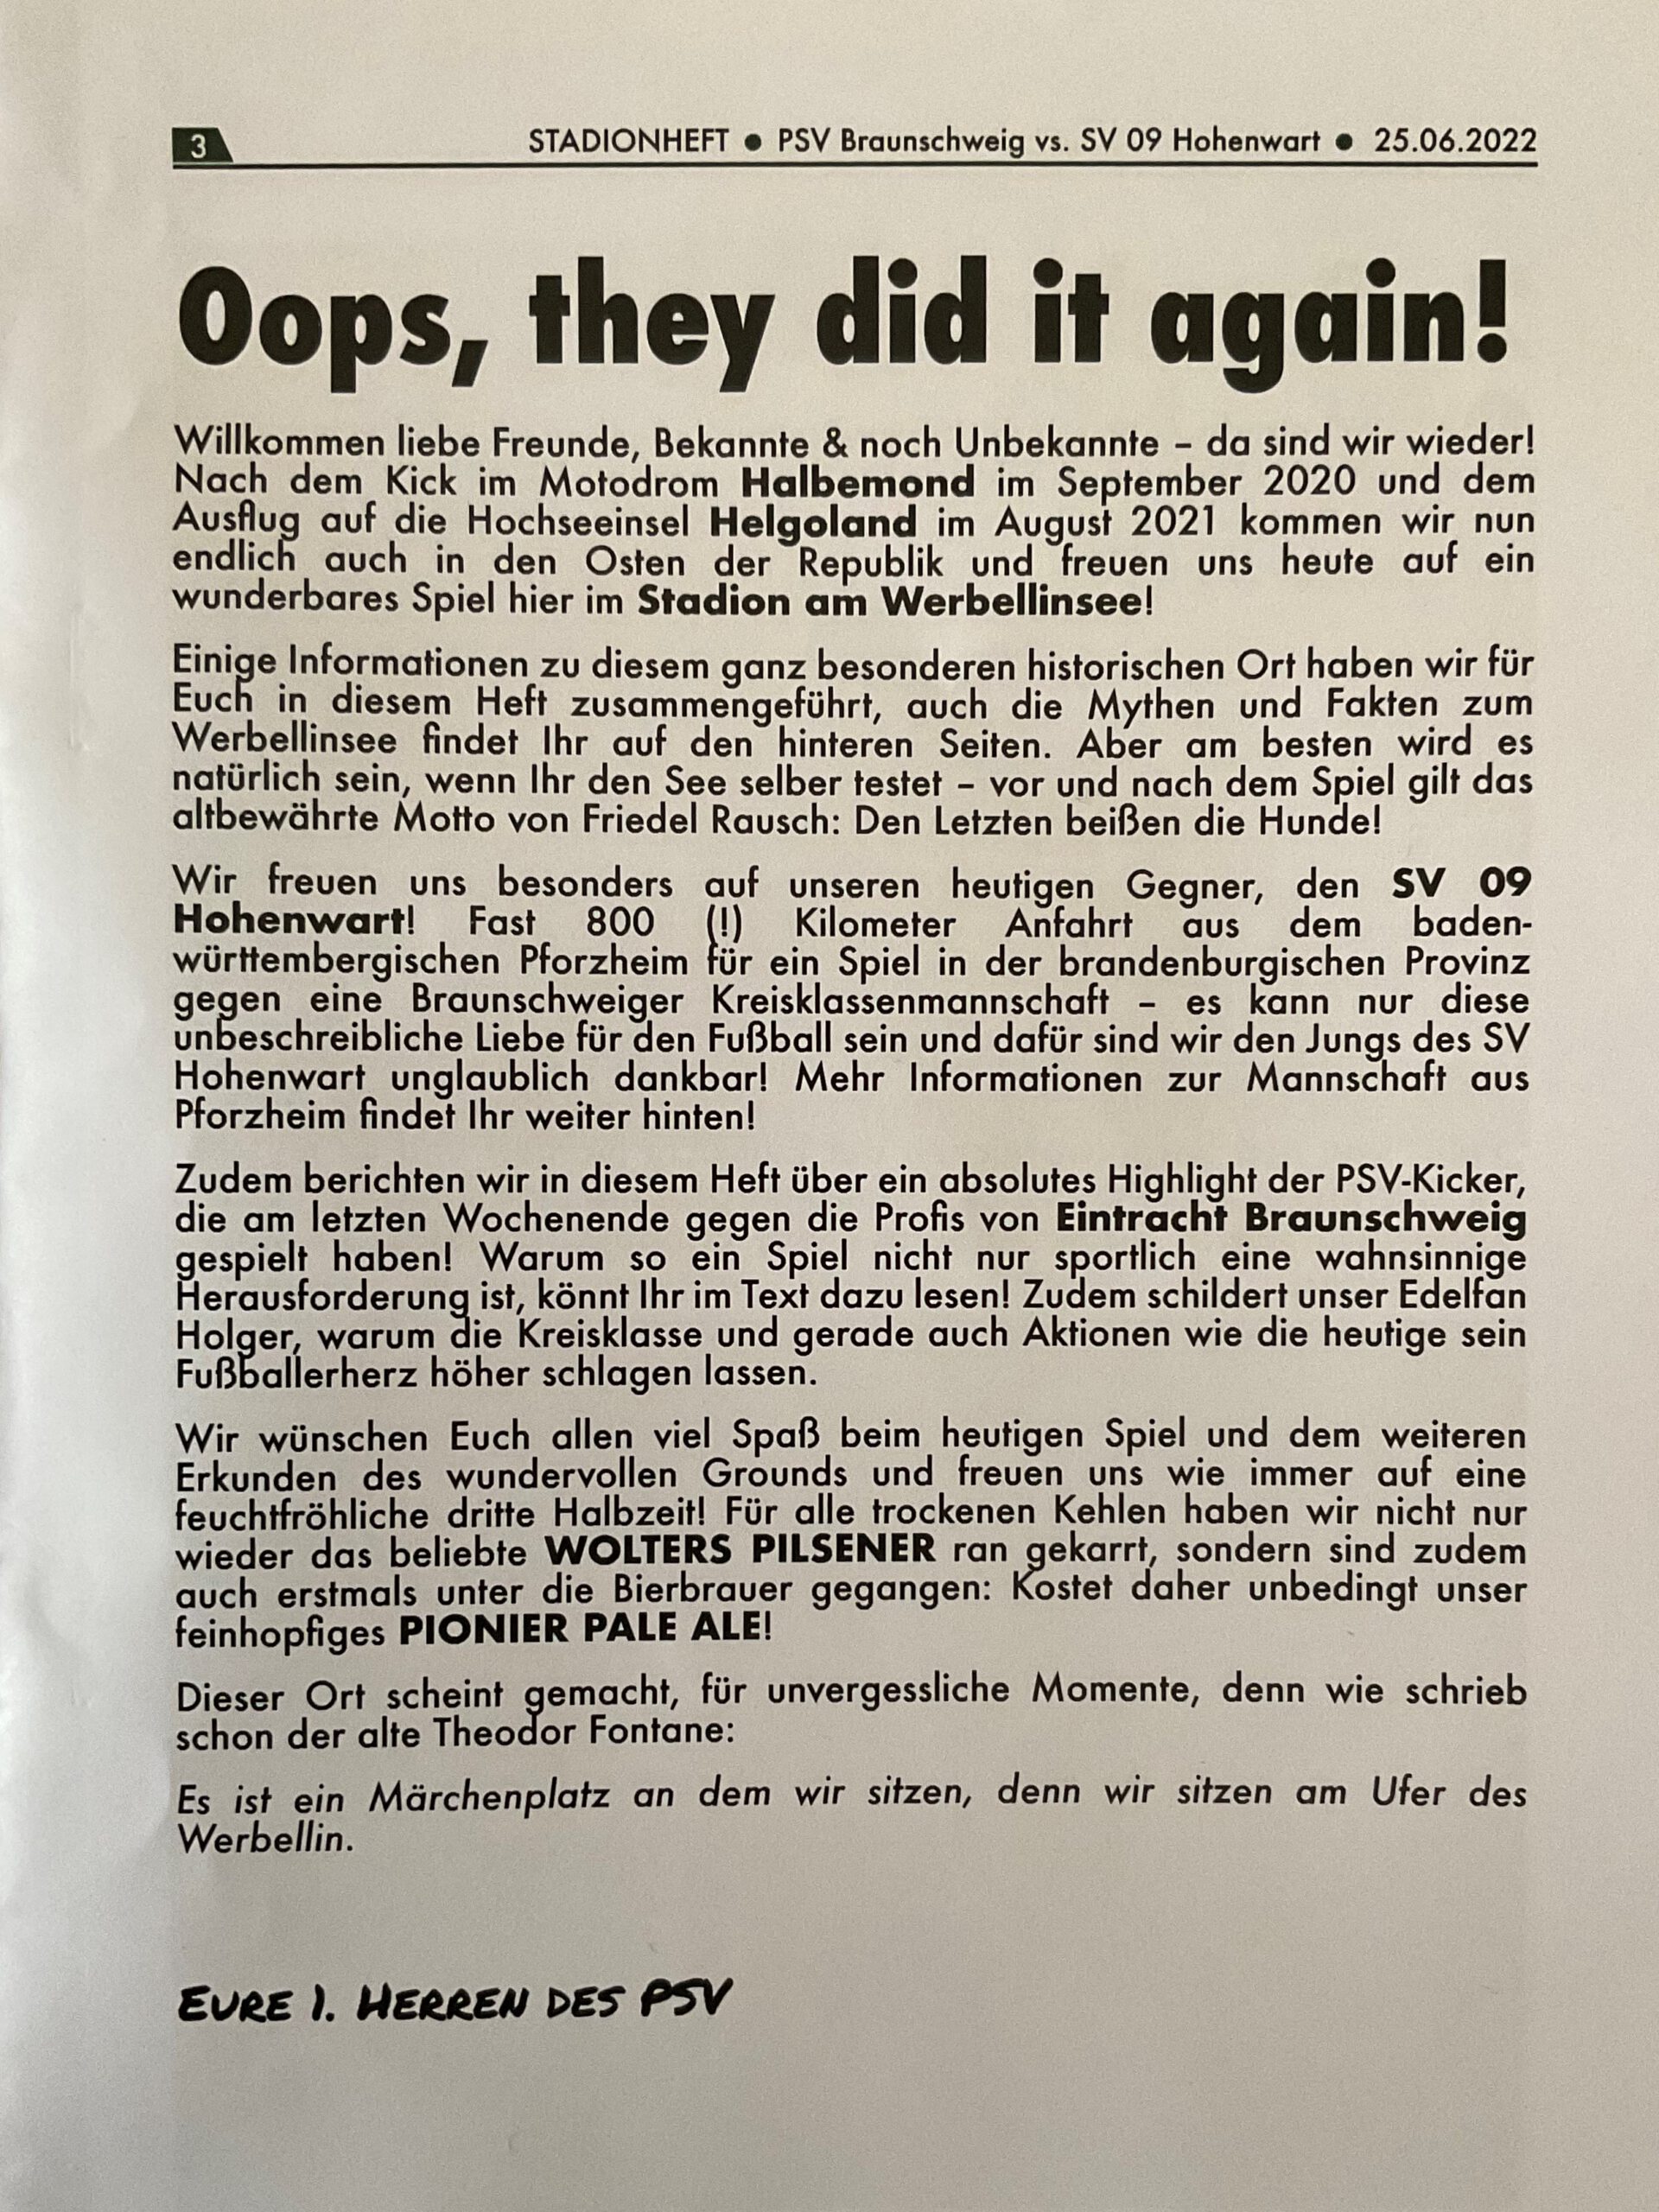 3
STADIONHEFT ● PSV Braunschweig vs. SV 09 Hohenwart ● 25.06.2022
Oops, they did it again!
Willkommen liebe Freunde, Bekannte & noch Unbekannte – da sind wir wieder!
Nach dem Kick im Motodrom Halbemond im September 2020 und dem
Ausflug auf die Hochseeinsel Helgoland im August 2021 kommen wir nun
endlich auch in den Osten der Republik und freuen uns heute auf ein
wunderbares Spiel hier im Stadion am Werbellinsee!
Einige Informationen zu diesem ganz besonderen historischen Ort haben wir für
Euch in diesem Heft zusammengeführt, auch die Mythen und Fakten zum
Werbellinsee findet Ihr auf den hinteren Seiten. Aber am besten wird es
natürlich sein, wenn Ihr den See selber testet – vor und nach dem Spiel gilt das
altbewährte Motto von Friedel Rausch: Den Letzten beißen die Hunde!
Wir freuen uns besonders auf unseren heutigen Gegner, den SV 09
Hohenwart! Fast 800 (!) Kilometer Anfahrt aus dem baden-
württembergischen Pforzheim für ein Spiel in der brandenburgischen Provinz
gegen eine Braunschweiger Kreisklassenmannschaft – es kann nur diese
unbeschreibliche Liebe für den Fußball sein und dafür sind wir den Jungs des SV
Hohenwart unglaublich dankbar! Mehr Informationen zur Mannschaft aus
Pforzheim findet Ihr weiter hinten!
Zudem berichten wir in diesem Heft über ein absolutes Highlight der PSV-Kicker,
die am letzten Wochenende gegen die Profis von Eintracht Braunschweig
gespielt haben! Warum so ein Spiel nicht nur sportlich eine wahnsinnige
Herausforderung ist, könnt Ihr im Text dazu lesen! Zudem schildert unser Edelfan
Holger, warum die Kreisklasse und gerade auch Aktionen wie die heutige sein
Fußballerherz höher schlagen lassen.
Wir wünschen Euch allen viel Spaß beim heutigen Spiel und dem weiteren
Erkunden des wundervollen Grounds und freuen uns wie immer auf eine
feuchtfröhliche dritte Halbzeit! Für alle trockenen Kehlen haben wir nicht nur
wieder das beliebte WOLTERS PILSENER ran gekarrt, sondern sind zudem
auch erstmals unter die Bierbrauer gegangen: Kostet daher unbedingt unser
feinhopfiges PIONIER PALE ALE!
Dieser Ort scheint gemacht, für unvergessliche Momente, denn wie schrieb
schon der alte Theodor Fontane:
Es ist ein Märchenplatz an dem wir sitzen, denn wir sitzen am Ufer des
Werbellin.
EURE 1. HERREN DES PSV